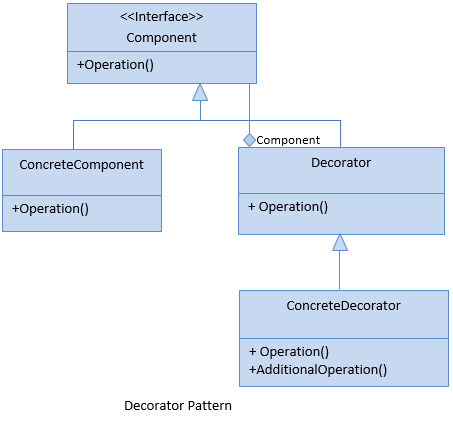 <<Interface>>
Component
+Operation()
Component
ConcreteComponent
+Operation()
Decorator
+ Operation()
ConcreteDecorator
+ Operation()
+AdditionalOperation()
Decorator Pattern